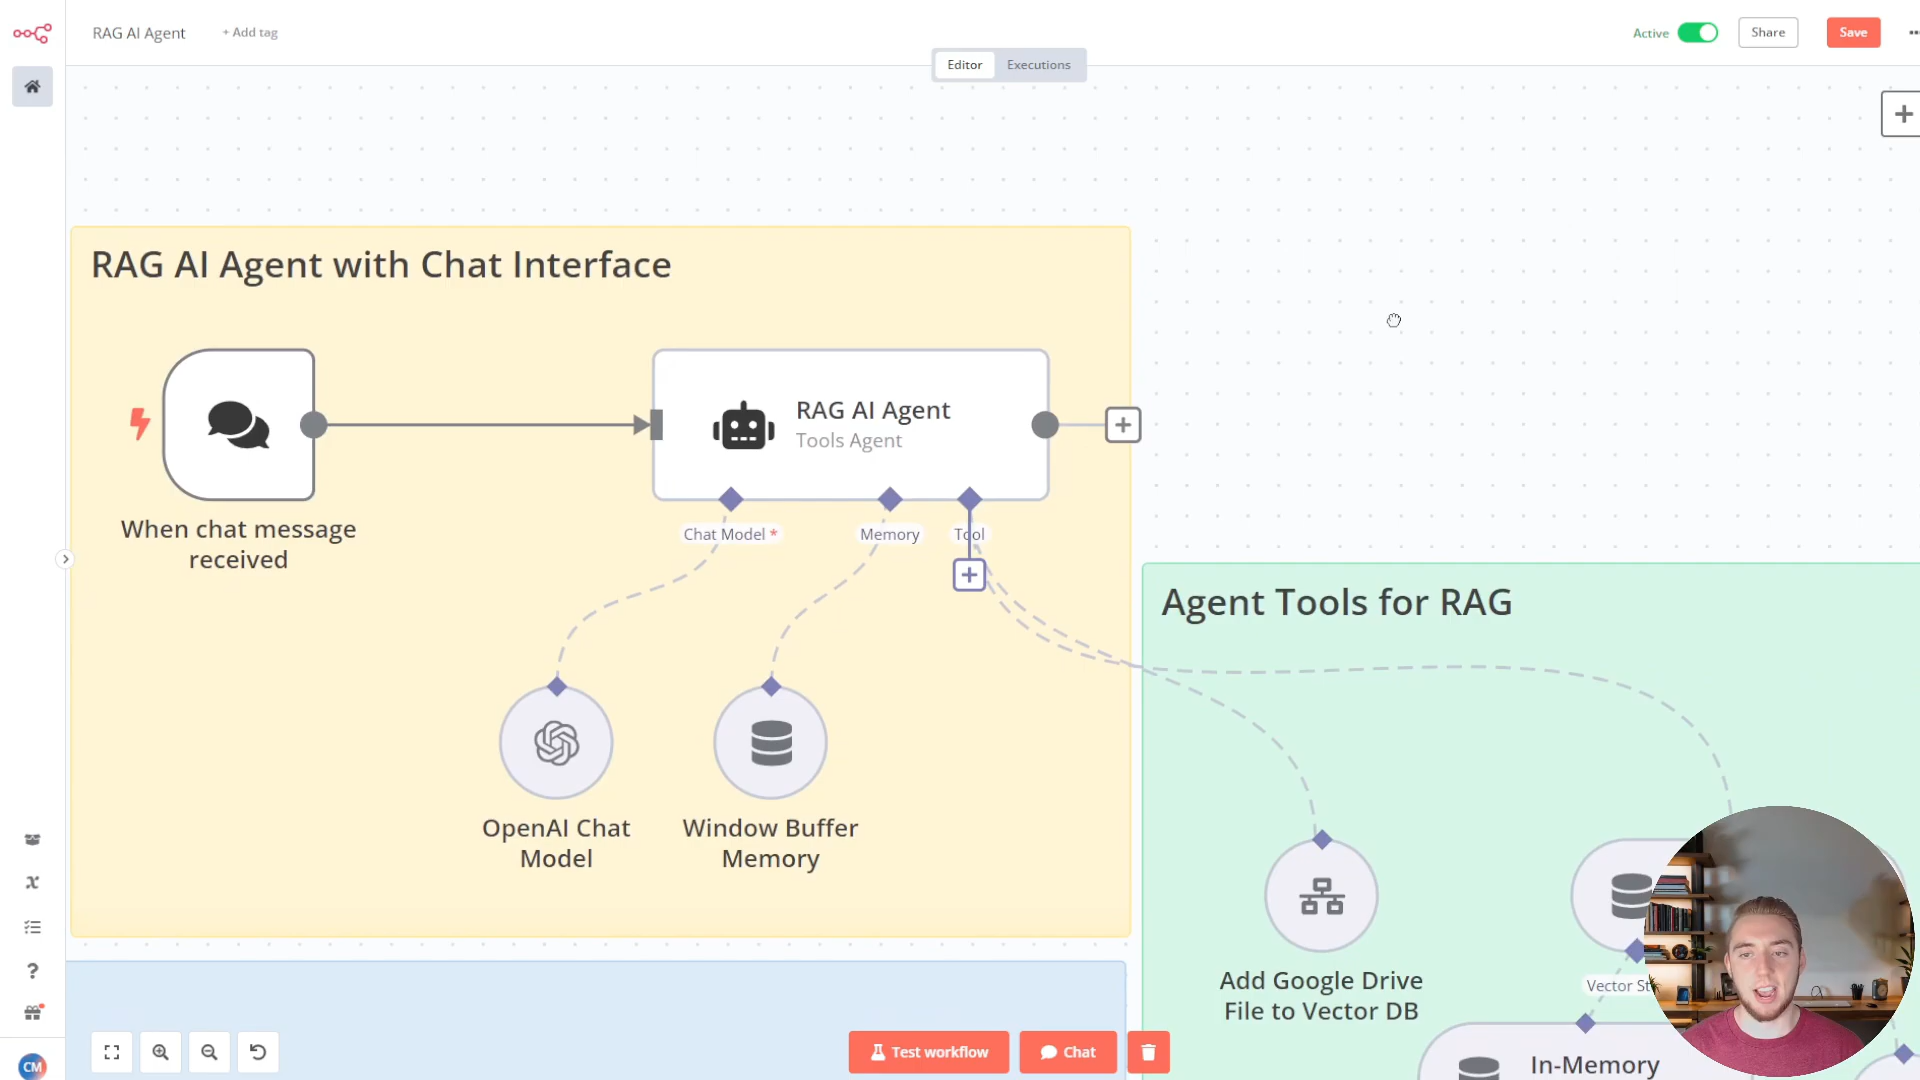 RAG AI Agent
+ Add tag
Active
Share
Save
Editor
Executions
RAG AI Agent with Chat Interface
RAG AI Agent
Tools Agent
When chat message
received
Chat Model *
Memory
Tool
Agent Tools for RAG
OpenAI Chat
Model
Window Buffer
Memory
Add Google Drive
File to Vector DB
Vector
In-Memory
Test workflow
Chat
CM